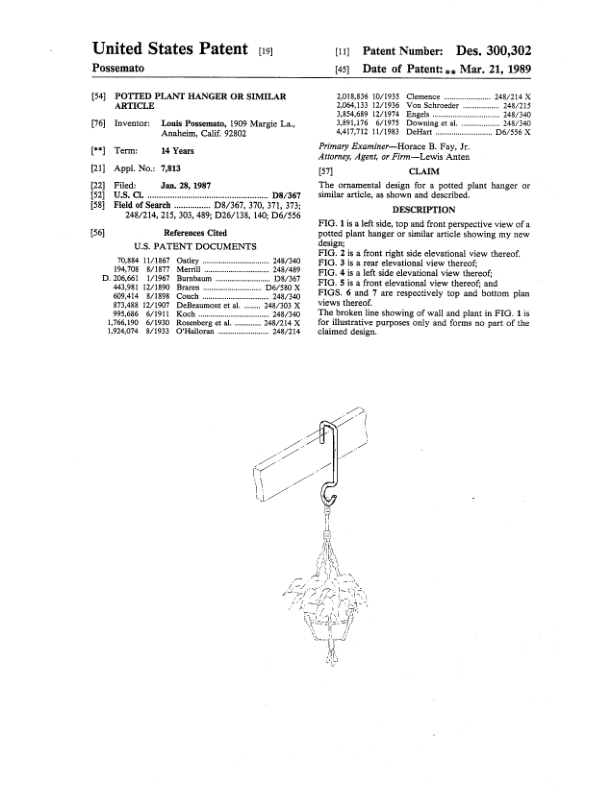 United States Patent [19]
Possemato
[11] Patent Number: Des. 300,302
[45] Date of Patent: ** Mar. 21, 1989
[54] POTTED PLANT HANGER OR SIMILAR
ARTICLE
[76] Inventor: Louis Possemato, 1909 Margie La.,
Anaheim, Calif. 92802
[**] Term: 14 Years
[21] Appl. No.: 7,813
[22] Filed: Jan. 28, 1987
[52] U.S. Cl. .................................................. D8/367
[58] Field of Search ............... D8/367, 370, 371, 373;
248/214, 215, 303, 489; D26/138, 140; D6/556
[56] References Cited
U.S. PATENT DOCUMENTS
70,884 11/1867 Oatley ............................... 248/340
194,708 8/1877 Merrill .............................. 248/489
D. 206,661 1/1967 Burnbaum ......................... D8/367
443,981 12/1890 Braren ............................ D6/580 X
609,414 8/1898 Couch ................................ 248/340
873,488 12/1907 DeBeaumont et al. ........ 248/303 X
995,686 6/1911 Koch .................................. 248/340
1,766,190 6/1930 Rosenberg et al. ............ 248/214 X
1,924,074 8/1933 O'Halloran ........................ 248/214
2,018,836 10/1935 Clemence ...................... 248/214 X
2,064,133 12/1936 Von Schroeder ................. 248/215
3,854,689 12/1974 Engels ............................... 248/340
3,891,176 6/1975 Downing et al. .................. 248/340
4,417,712 11/1983 DeHart .......................... D6/556 X
Primary Examiner—Horace B. Fay, Jr.
Attorney, Agent, or Firm—Lewis Anten
[57] CLAIM
The ornamental design for a potted plant hanger or
similar article, as shown and described.
DESCRIPTION
FIG. 1 is a left side, top and front perspective view of a
potted plant hanger or similar article showing my new
design;
FIG. 2 is a front right side elevational view thereof.
FIG. 3 is a rear elevational view thereof;
FIG. 4 is a left side elevational view thereof;
FIG. 5 is a front elevational view thereof; and
FIGS. 6 and 7 are respectively top and bottom plan
views thereof.
The broken line showing of wall and plant in FIG. 1 is
for illustrative purposes only and forms no part of the
claimed design.